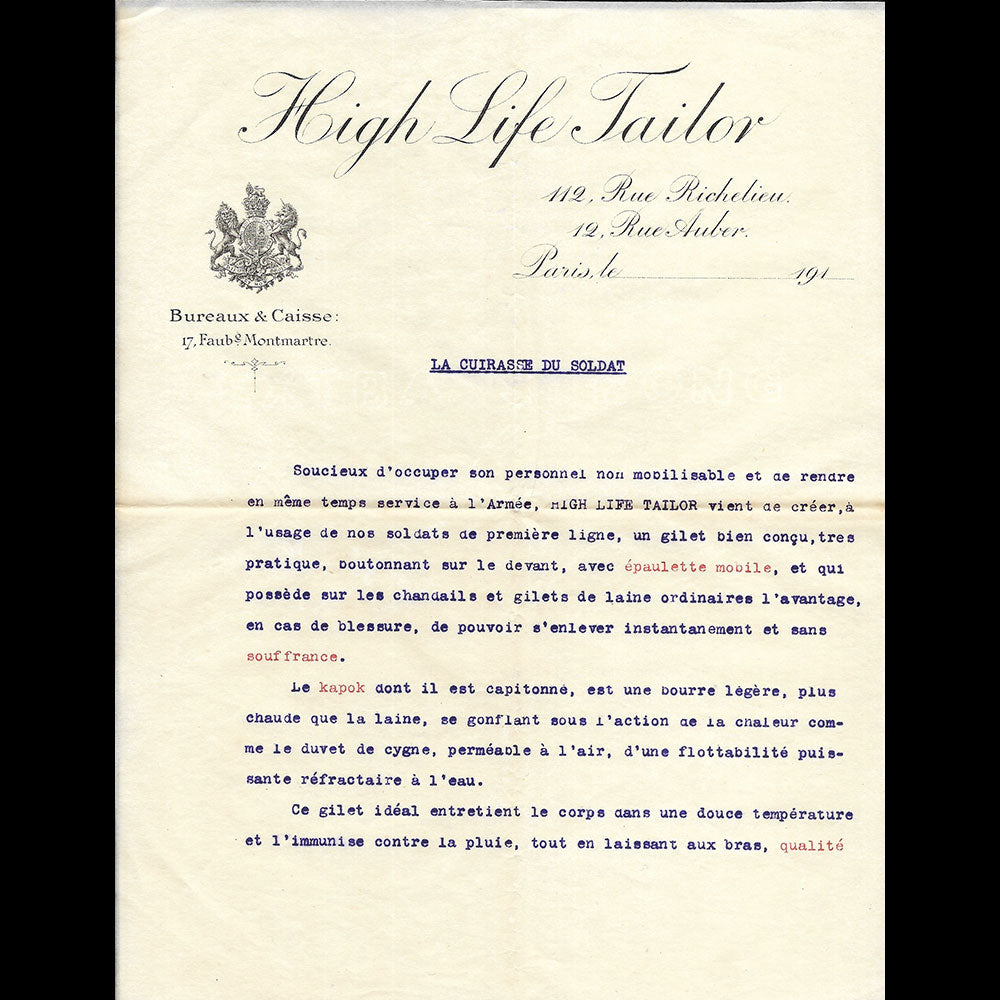 High Life Tailor
112, Rue Richelieu.
12, Rue Auber.
Paris, le 191
Bureaux & Caisse:
17, Faubg Montmartre.
LA CUIRASSE DU SOLDAT
Soucieux d'occuper son personnel non mobilisable et de rendre
en même temps service à l'Armée, HIGH LIFE TAILOR vient de créer,à
l'usage de nos soldats de première ligne, un gilet bien conçu,tres
pratique, boutonnant sur le devant, avec épaulette mobile, et qui
possède sur les chandails et gilets de laine ordinaires l'avantage,
en cas de blessure, de pouvoir s'enlever instantanement et sans
souffrance.
Le kapok dont il est capitonné, est une bourre légère, plus
chaude que la laine, se gonflant sous l'action de la chaleur com-
me le duvet de cygne, perméable à l'air, d'une flottabilité puis-
sante réfractaire à l'eau.
Ce gilet idéal entretient le corps dans une douce température
et l'immunise contre la pluie, tout en laissant aux bras, qualité